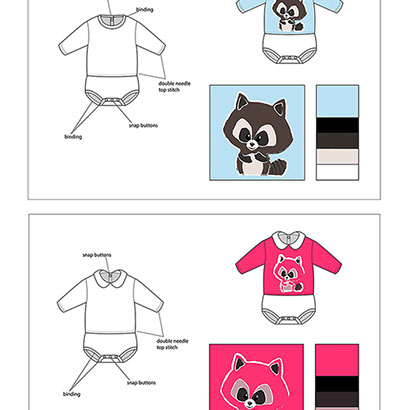 binding
double needle
top stitch
snap buttons
binding
snap buttons
double needle
top stitch
binding
snap buttons